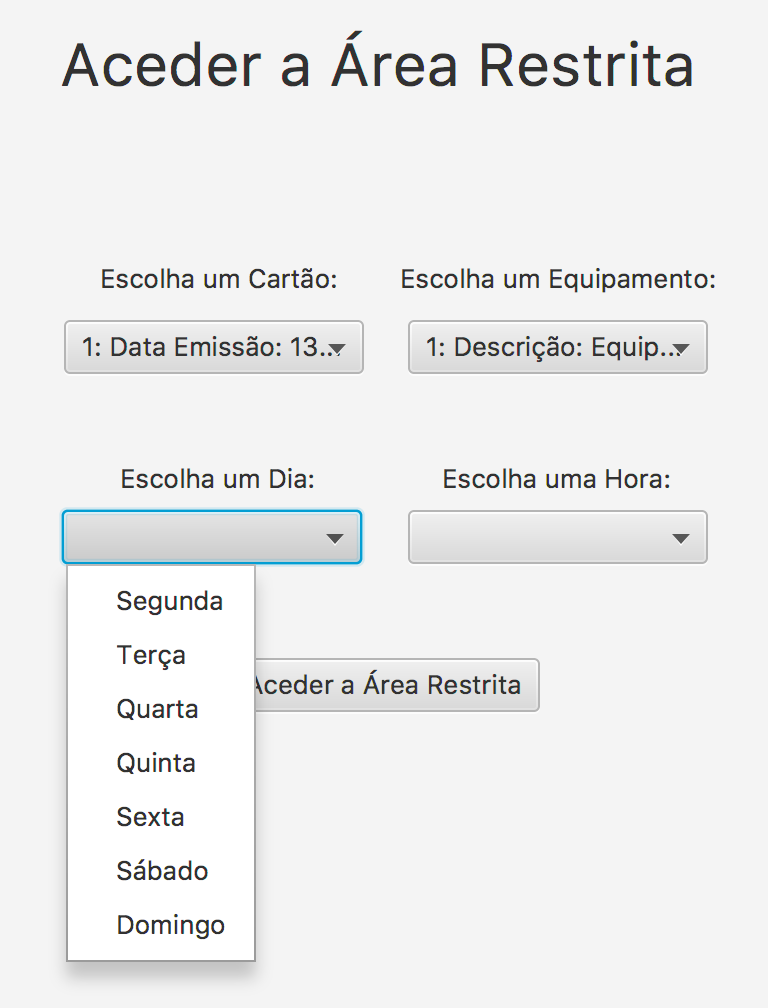 Aceder a Área Restrita
Escolha um Cartão:
Escolha um Equipamento:
1: Data Emissão: 13...
1: Descrição: Equip...
Escolha um Dia:
Escolha uma Hora:
Segunda
Terça
Aceder a Área Restrita
Quarta
Quinta
Sexta
Sábado
Domingo